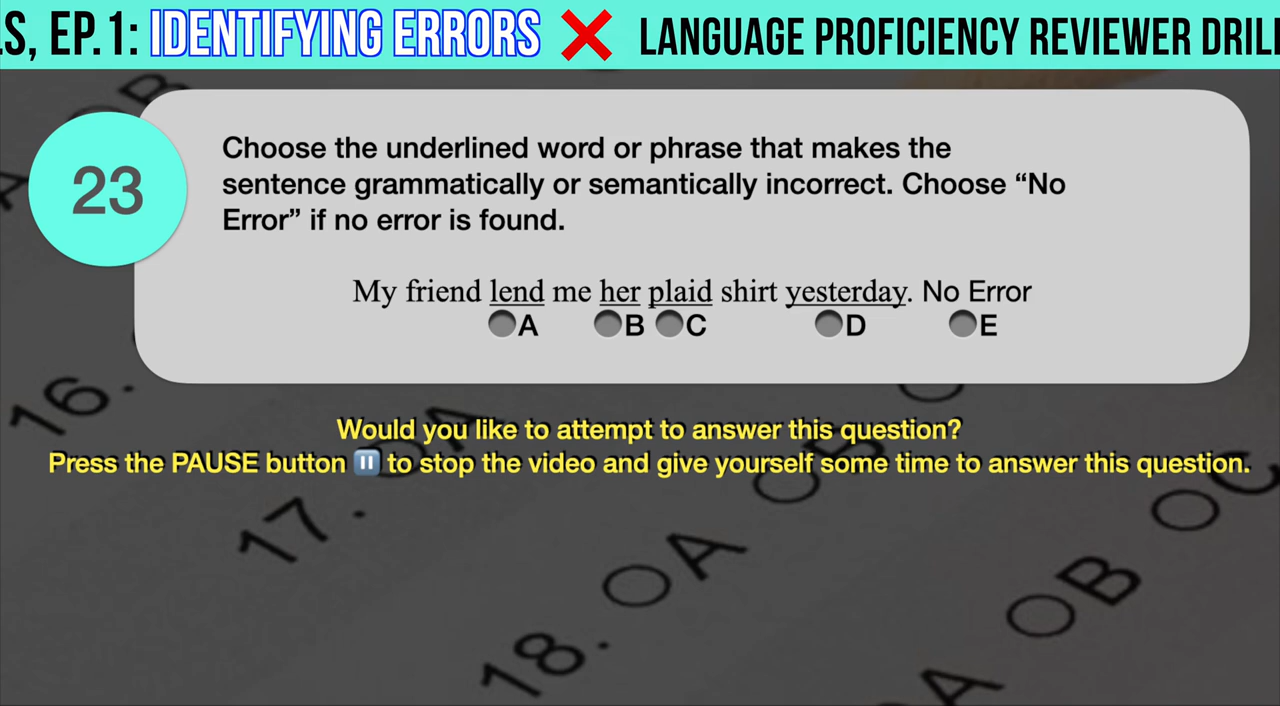 LS, EP.1: IDENTIFYING ERRORS ❌ LANGUAGE PROFICIENCY REVIEWER DRIL
23
Choose the underlined word or phrase that makes the
sentence grammatically or semantically incorrect. Choose “No
Error” if no error is found.
My friend lend me her plaid shirt yesterday. No Error
A B C D E
Would you like to attempt to answer this question?
Press the PAUSE button ⏸ to stop the video and give yourself some time to answer this question.
16.
17. A B C
18. A B C
A B